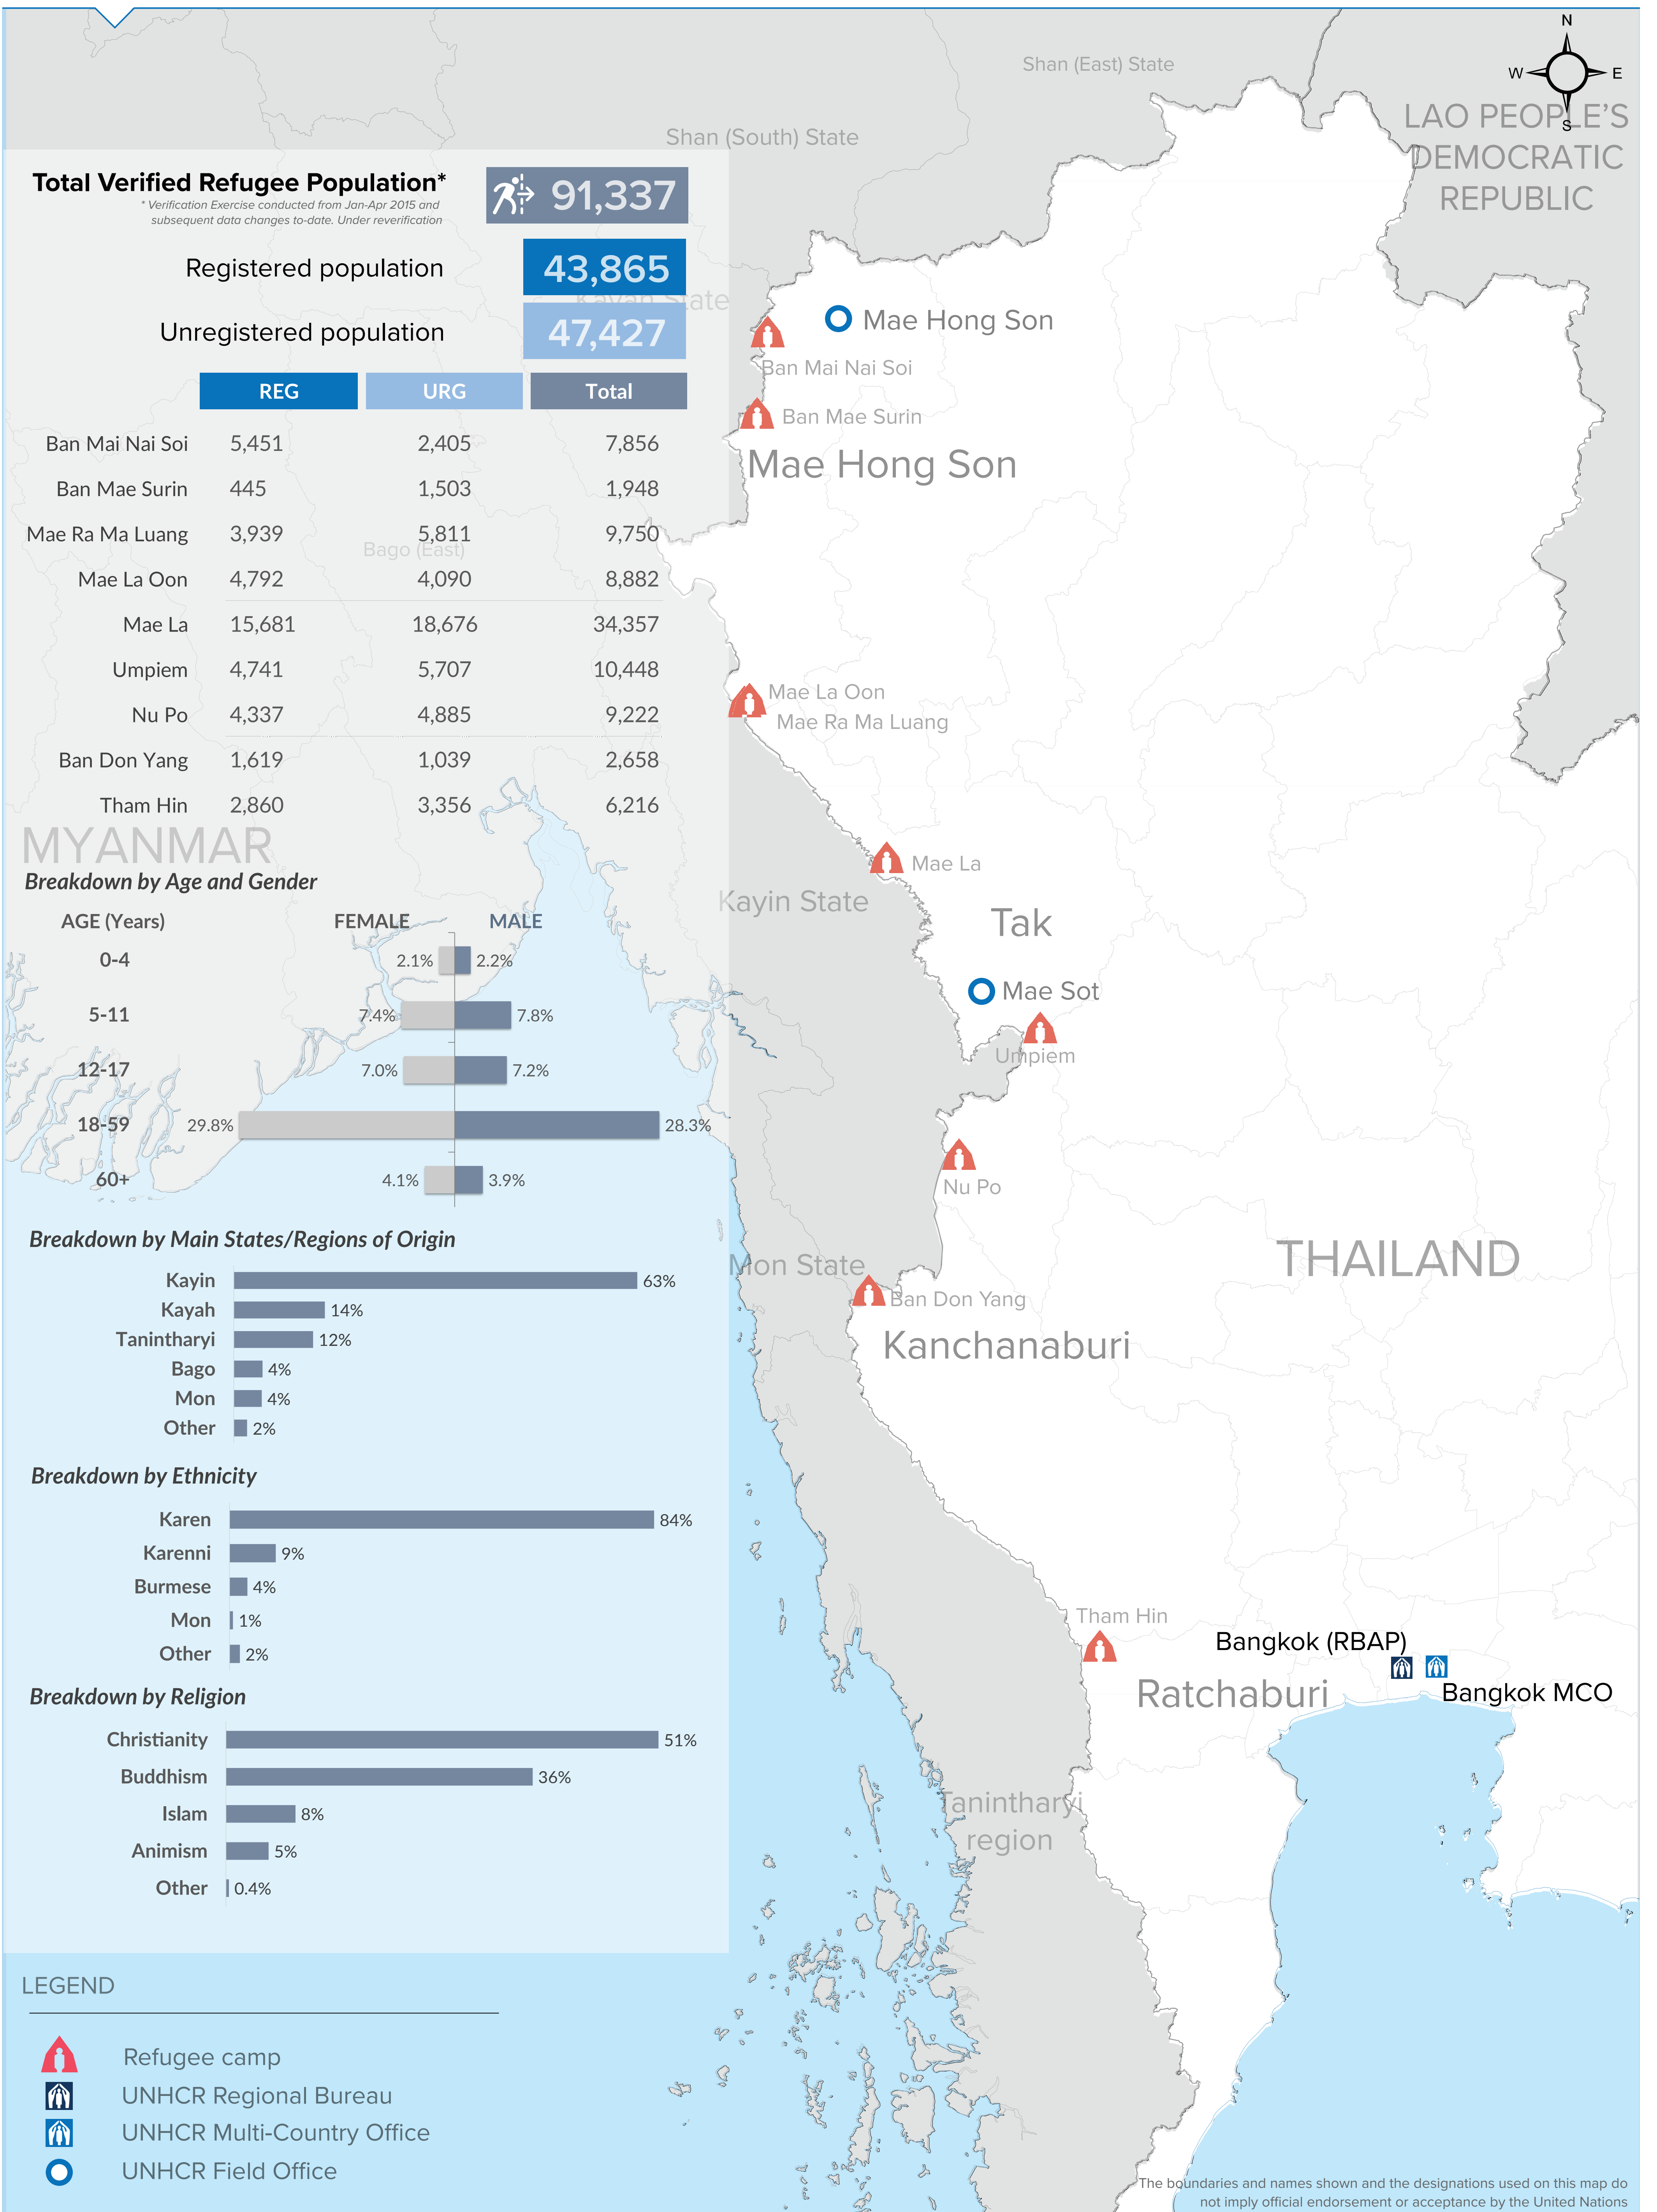 Shan (East) State
N
W
E
S
LAO PEOPLE'S
DEMOCRATIC
REPUBLIC
Shan (South) State
Total Verified Refugee Population*
* Verification Exercise conducted from Jan-Apr 2015 and
subsequent data changes to-date. Under reverification
91,337
Registered population
43,865
Kayah State
Unregistered population
47,427
REG URG Total
Ban Mai Nai Soi 5,451 2,405 7,856
Ban Mae Surin 445 1,503 1,948
Mae Ra Ma Luang 3,939 5,811 9,750
Bago (East)
Mae La Oon 4,792 4,090 8,882
Mae La 15,681 18,676 34,357
Umpiem 4,741 5,707 10,448
Nu Po 4,337 4,885 9,222
Ban Don Yang 1,619 1,039 2,658
Tham Hin 2,860 3,356 6,216
MYANMAR
Breakdown by Age and Gender
AGE (Years) FEMALE MALE
0-4 2.1% 2.2%
5-11 7.4% 7.8%
12-17 7.0% 7.2%
18-59 29.8% 28.3%
60+ 4.1% 3.9%
Breakdown by Main States/Regions of Origin
Kayin 63%
Kayah 14%
Tanintharyi 12%
Bago 4%
Mon 4%
Other 2%
Breakdown by Ethnicity
Karen 84%
Karenni 9%
Burmese 4%
Mon 1%
Other 2%
Breakdown by Religion
Christianity 51%
Buddhism 36%
Islam 8%
Animism 5%
Other 0.4%
LEGEND
Refugee camp
UNHCR Regional Bureau
UNHCR Multi-Country Office
UNHCR Field Office
Mae Hong Son
Ban Mai Nai Soi
Ban Mae Surin
Mae Hong Son
Mae La Oon
Mae Ra Ma Luang
Mae La
Kayin State
Tak
Mae Sot
Umpiem
Nu Po
THAILAND
Mon State
Ban Don Yang
Kanchanaburi
Tham Hin
Bangkok (RBAP)
Ratchaburi
Bangkok MCO
Tanintharyi
region
The boundaries and names shown and the designations used on this map do
not imply official endorsement or acceptance by the United Nations